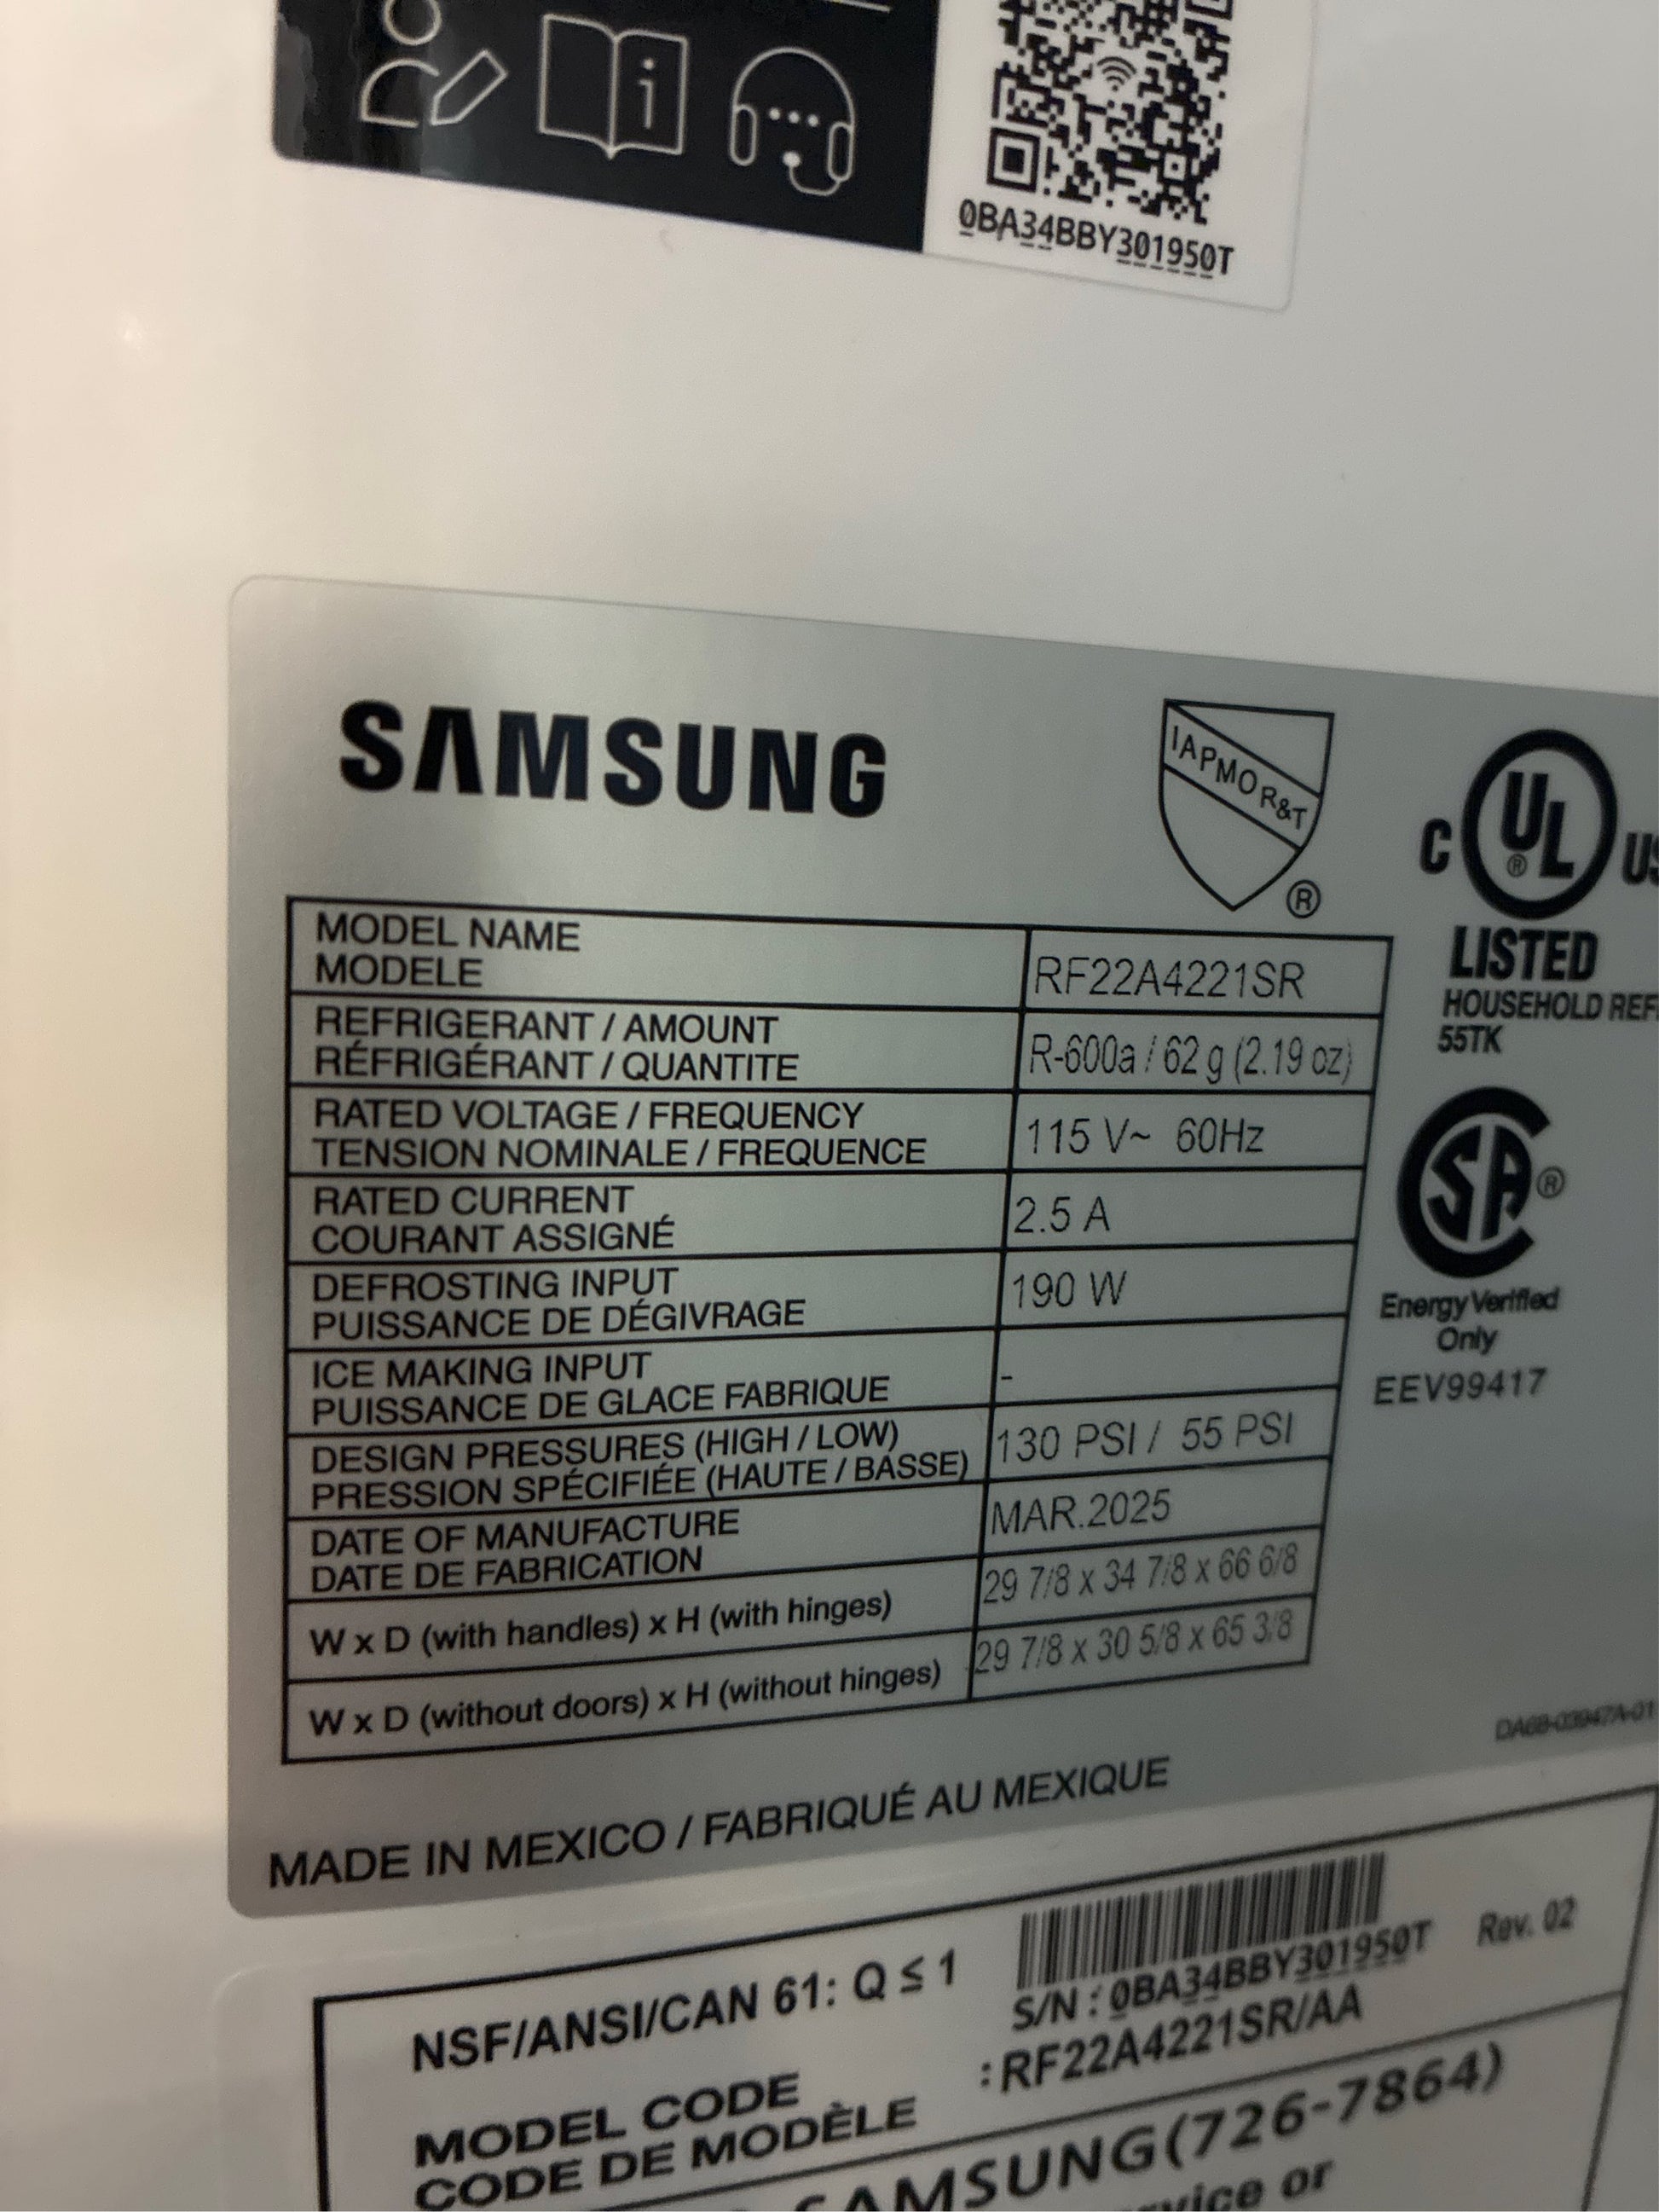 i
0BA34BBY301950T
SAMSUNG
IAPMO R&T
®
C UL® US
LISTED
HOUSEHOLD REF
55TK
SA®
Energy Verified
Only
EEV99417
MODEL NAME
MODELE
RF22A4221SR
REFRIGERANT / AMOUNT
RÉFRIGÉRANT / QUANTITE
R-600a / 62 g (2.19 oz)
RATED VOLTAGE / FREQUENCY
TENSION NOMINALE / FREQUENCE
115 V~ 60Hz
RATED CURRENT
COURANT ASSIGNÉ
2.5 A
DEFROSTING INPUT
PUISSANCE DE DÉGIVRAGE
190 W
ICE MAKING INPUT
PUISSANCE DE GLACE FABRIQUE
-
DESIGN PRESSURES (HIGH / LOW)
PRESSION SPÉCIFIÉE (HAUTE / BASSE)
130 PSI / 55 PSI
DATE OF MANUFACTURE
DATE DE FABRICATION
MAR.2025
W x D (with handles) x H (with hinges)
29 7/8 x 34 7/8 x 66 6/8
W x D (without doors) x H (without hinges)
29 7/8 x 30 5/8 x 65 3/8
DA68-03947A-01
MADE IN MEXICO / FABRIQUÉ AU MEXIQUE
NSF/ANSI/CAN 61: Q ≤ 1
S/N : 0BA34BBY301950T
Rev. 02
MODEL CODE
CODE DE MODÈLE
: RF22A4221SR/AA
SAMSUNG(726-7864)
or